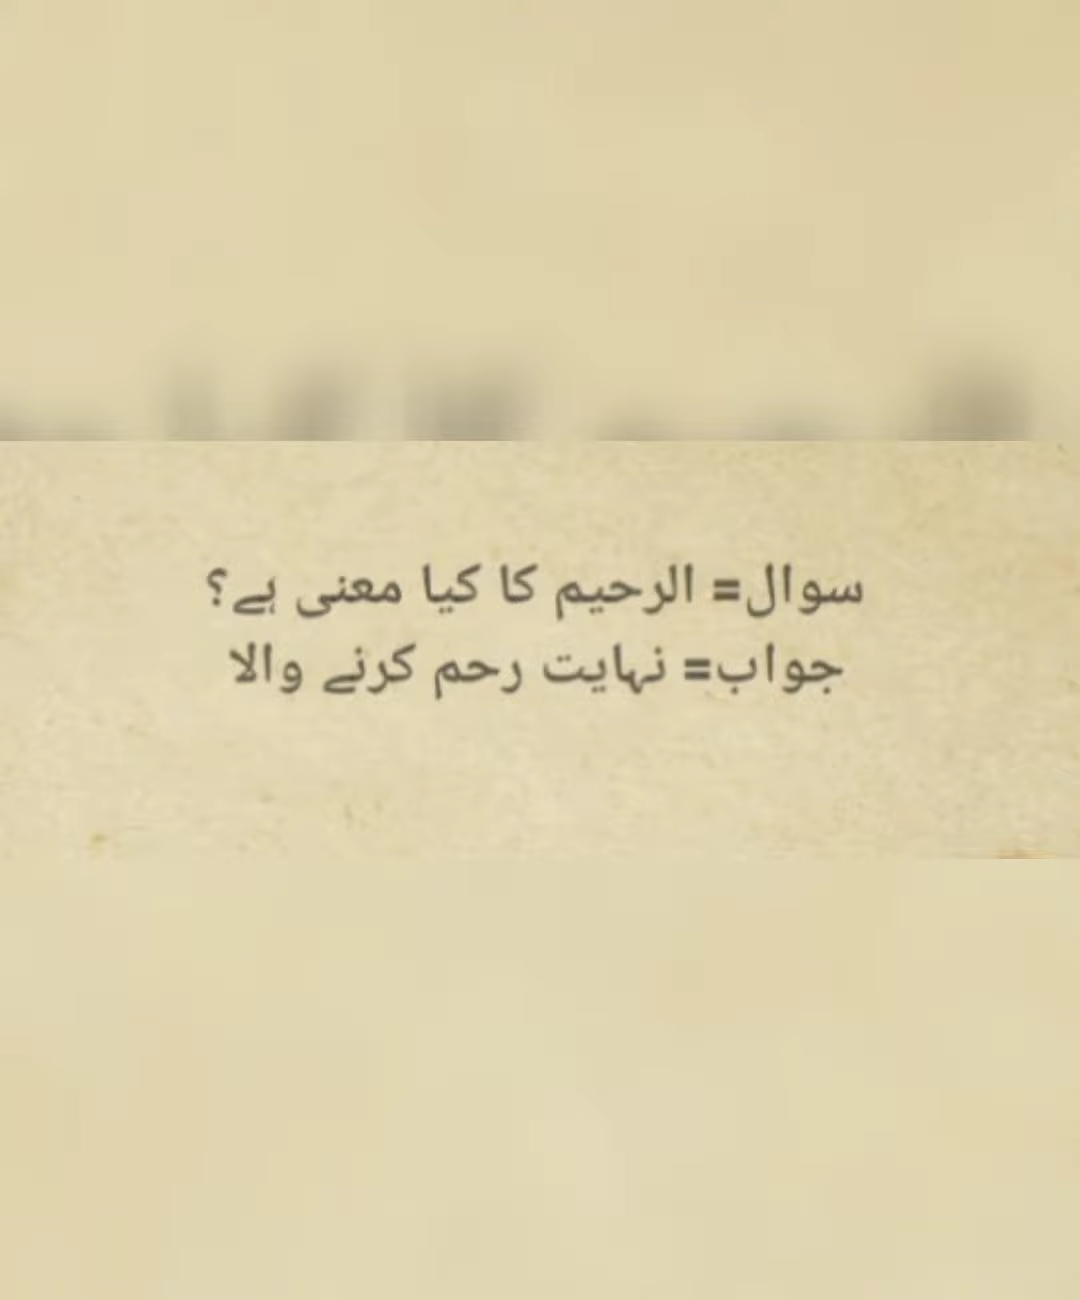 سوال= الرحیم کا کیا معنی ہے؟
جواب= نہایت رحم کرنے والا